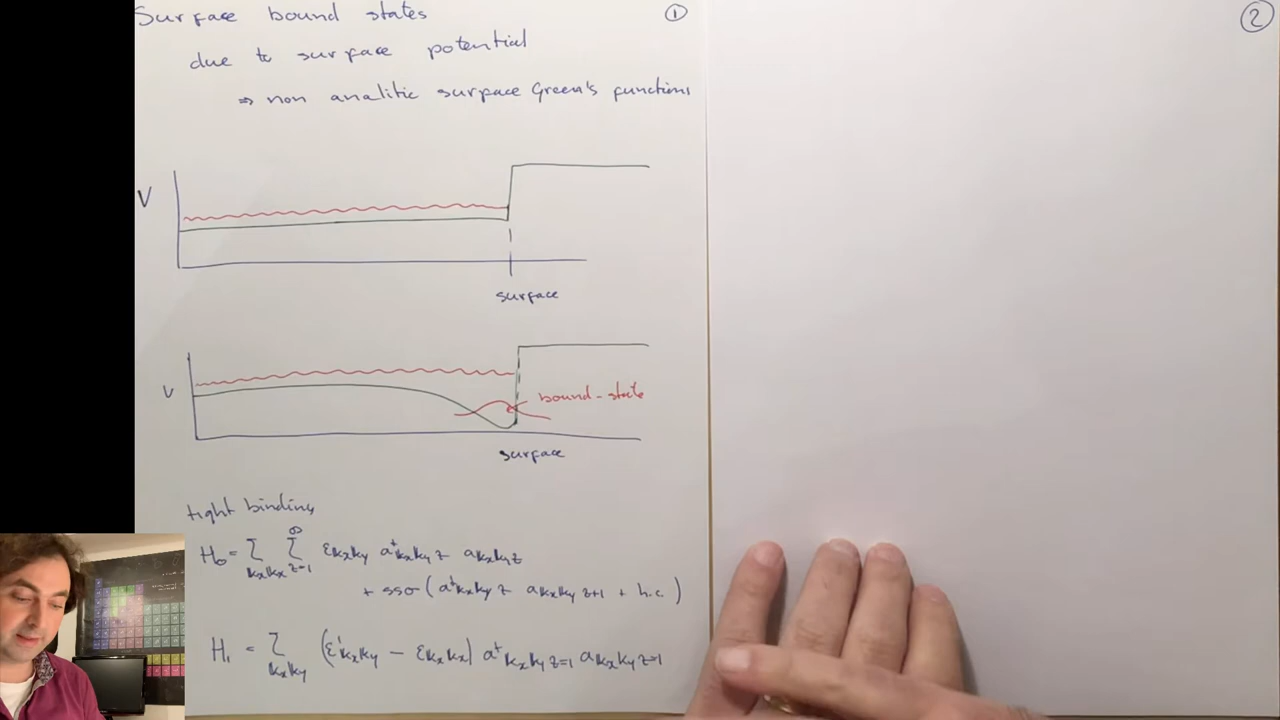 Surface bound states ①
due to surface potential
⇒ non analitic surface Green's functions
V
surface
V
bound-state
surface
tight binding
H₀ = Σ_{kxkx} Σ_{z=1}^{∞} ε_{kxky} a⁺_{kxky z} a_{kxky z}
+ ssσ (a⁺_{kxky z} a_{kxky z+1} + h.c)
H₁ = Σ_{kxky} (ε'_{kxky} - ε_{kxkx}) a⁺_{kxky z=1} a_{kxky z=1}
②